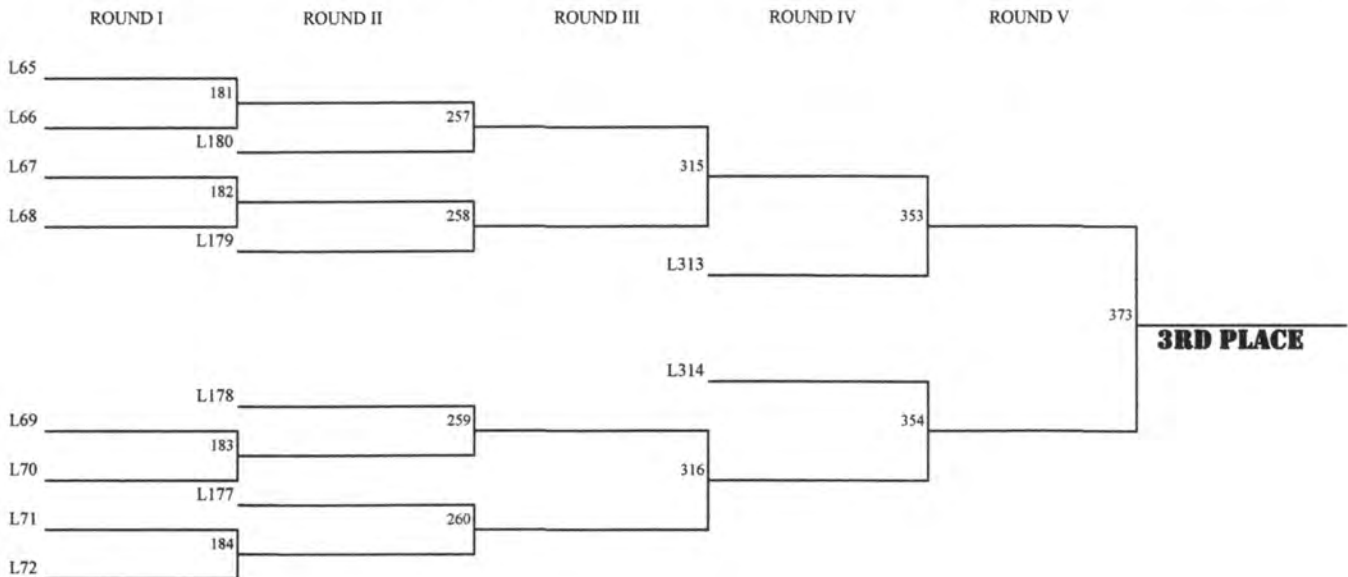 ROUND I ROUND II ROUND III ROUND IV ROUND V
L65
181
L66
257
L180
L67
315
182
L68
258
353
L179
L313
373
3RD PLACE
L314
L178
L69
259
354
183
L70
316
L177
L71
260
184
L72